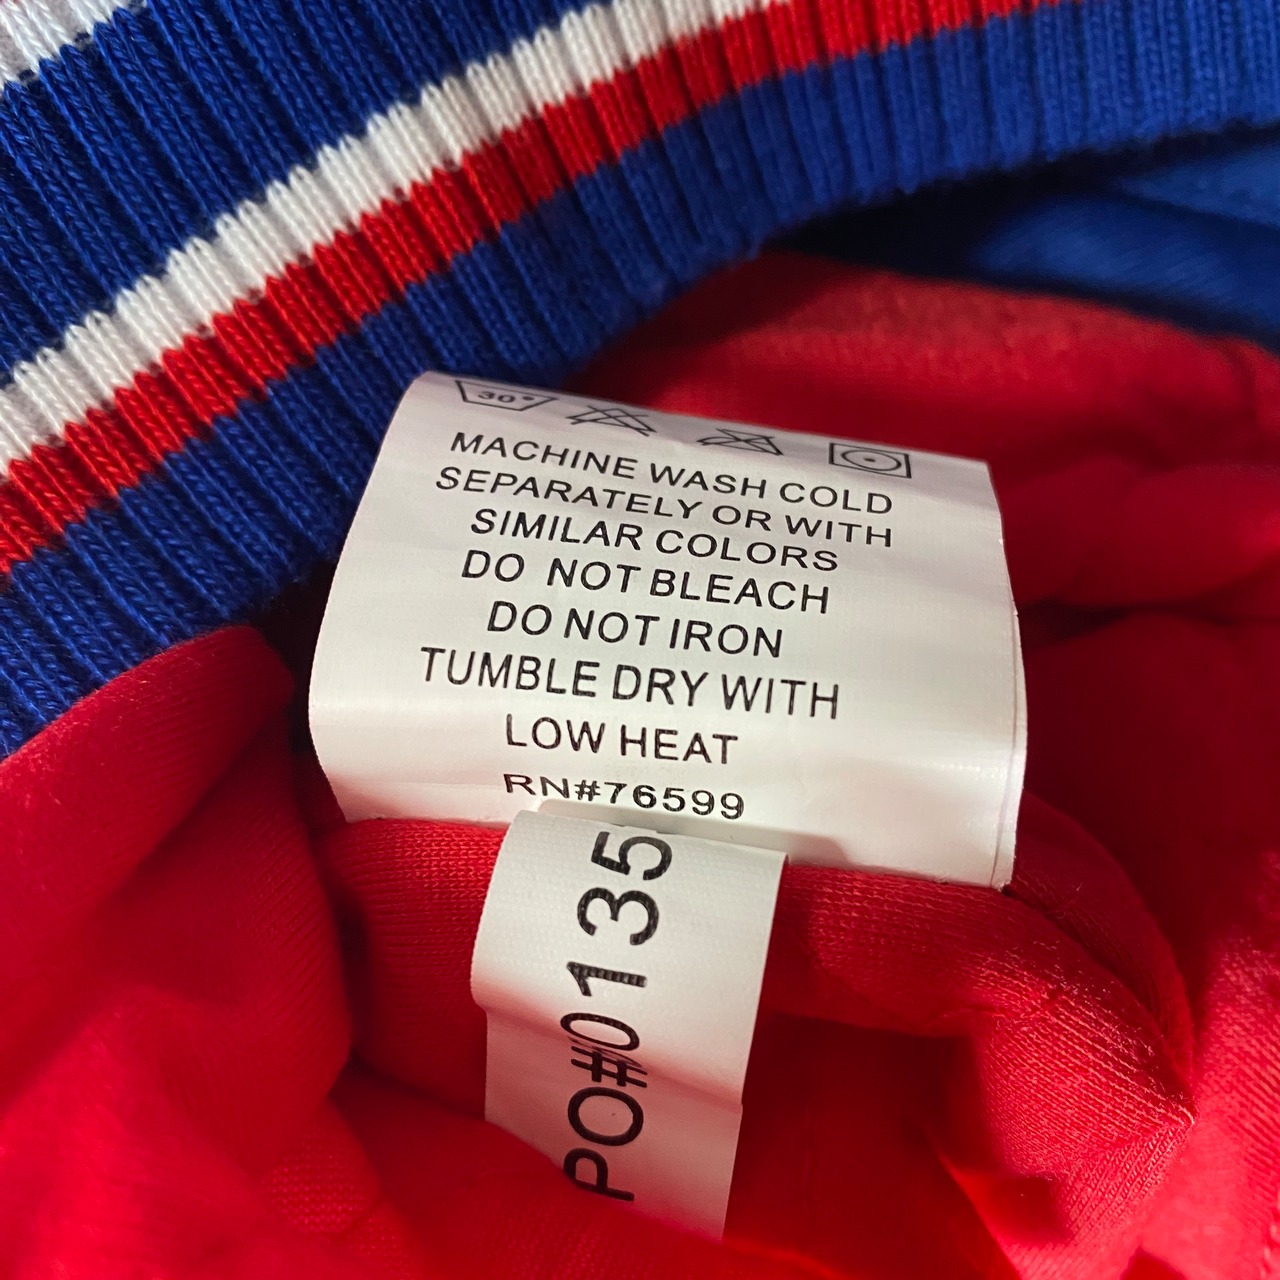 30°
MACHINE WASH COLD
SEPARATELY OR WITH
SIMILAR COLORS
DO NOT BLEACH
DO NOT IRON
TUMBLE DRY WITH
LOW HEAT
RN#76599
PO#0135